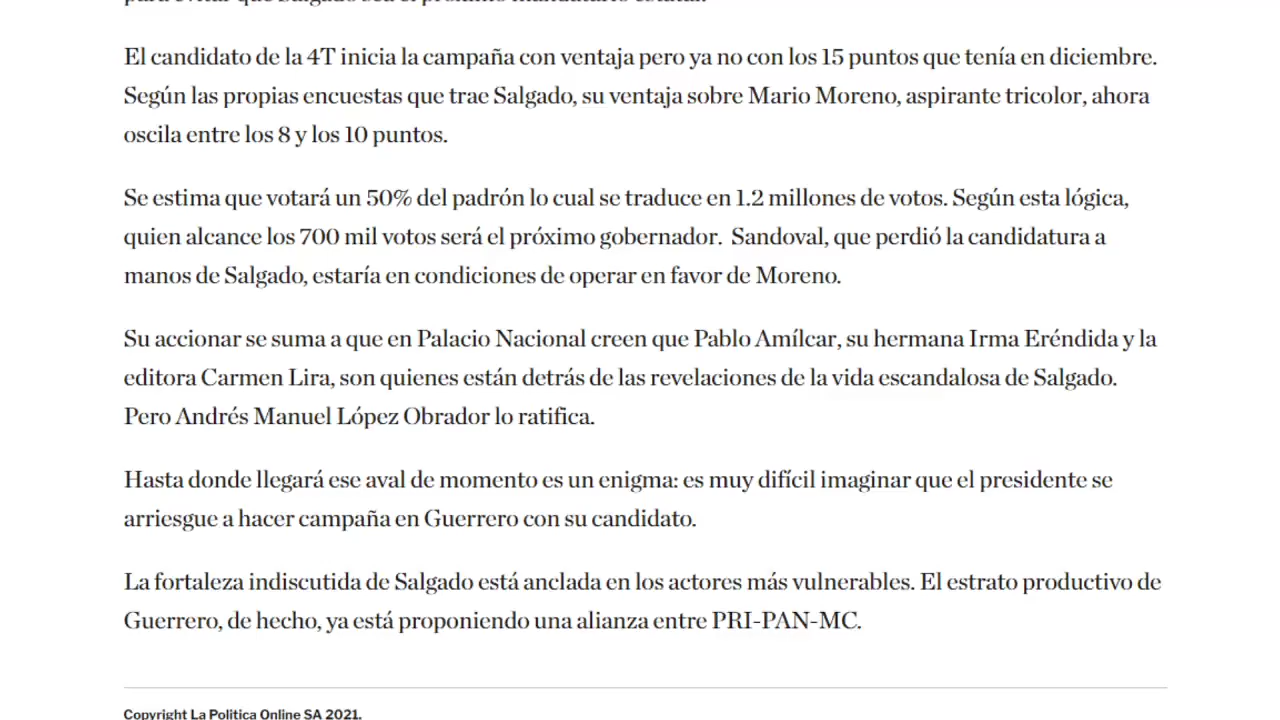 El candidato de la 4T inicia la campaña con ventaja pero ya no con los 15 puntos que tenía en diciembre.
Según las propias encuestas que trae Salgado, su ventaja sobre Mario Moreno, aspirante tricolor, ahora
oscila entre los 8 y los 10 puntos.
Se estima que votará un 50% del padrón lo cual se traduce en 1.2 millones de votos. Según esta lógica,
quien alcance los 700 mil votos será el próximo gobernador. Sandoval, que perdió la candidatura a
manos de Salgado, estaría en condiciones de operar en favor de Moreno.
Su accionar se suma a que en Palacio Nacional creen que Pablo Amílcar, su hermana Irma Eréndida y la
editora Carmen Lira, son quienes están detrás de las revelaciones de la vida escandalosa de Salgado.
Pero Andrés Manuel López Obrador lo ratifica.
Hasta donde llegará ese aval de momento es un enigma: es muy difícil imaginar que el presidente se
arriesgue a hacer campaña en Guerrero con su candidato.
La fortaleza indiscutida de Salgado está anclada en los actores más vulnerables. El estrato productivo de
Guerrero, de hecho, ya está proponiendo una alianza entre PRI-PAN-MC.
Copyright La Politica Online SA 2021.